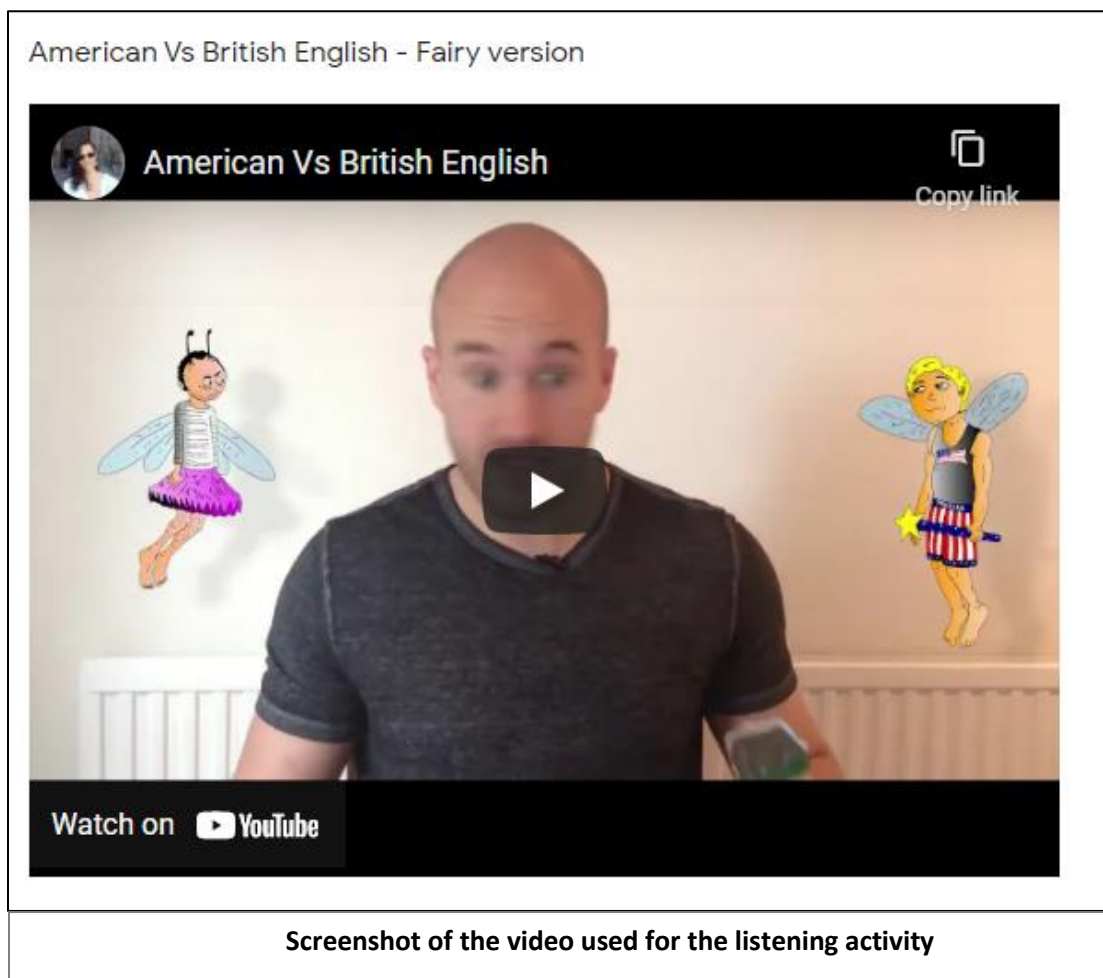 American Vs British English - Fairy version
American Vs British English
Copy link
Watch on YouTube
Screenshot of the video used for the listening activity